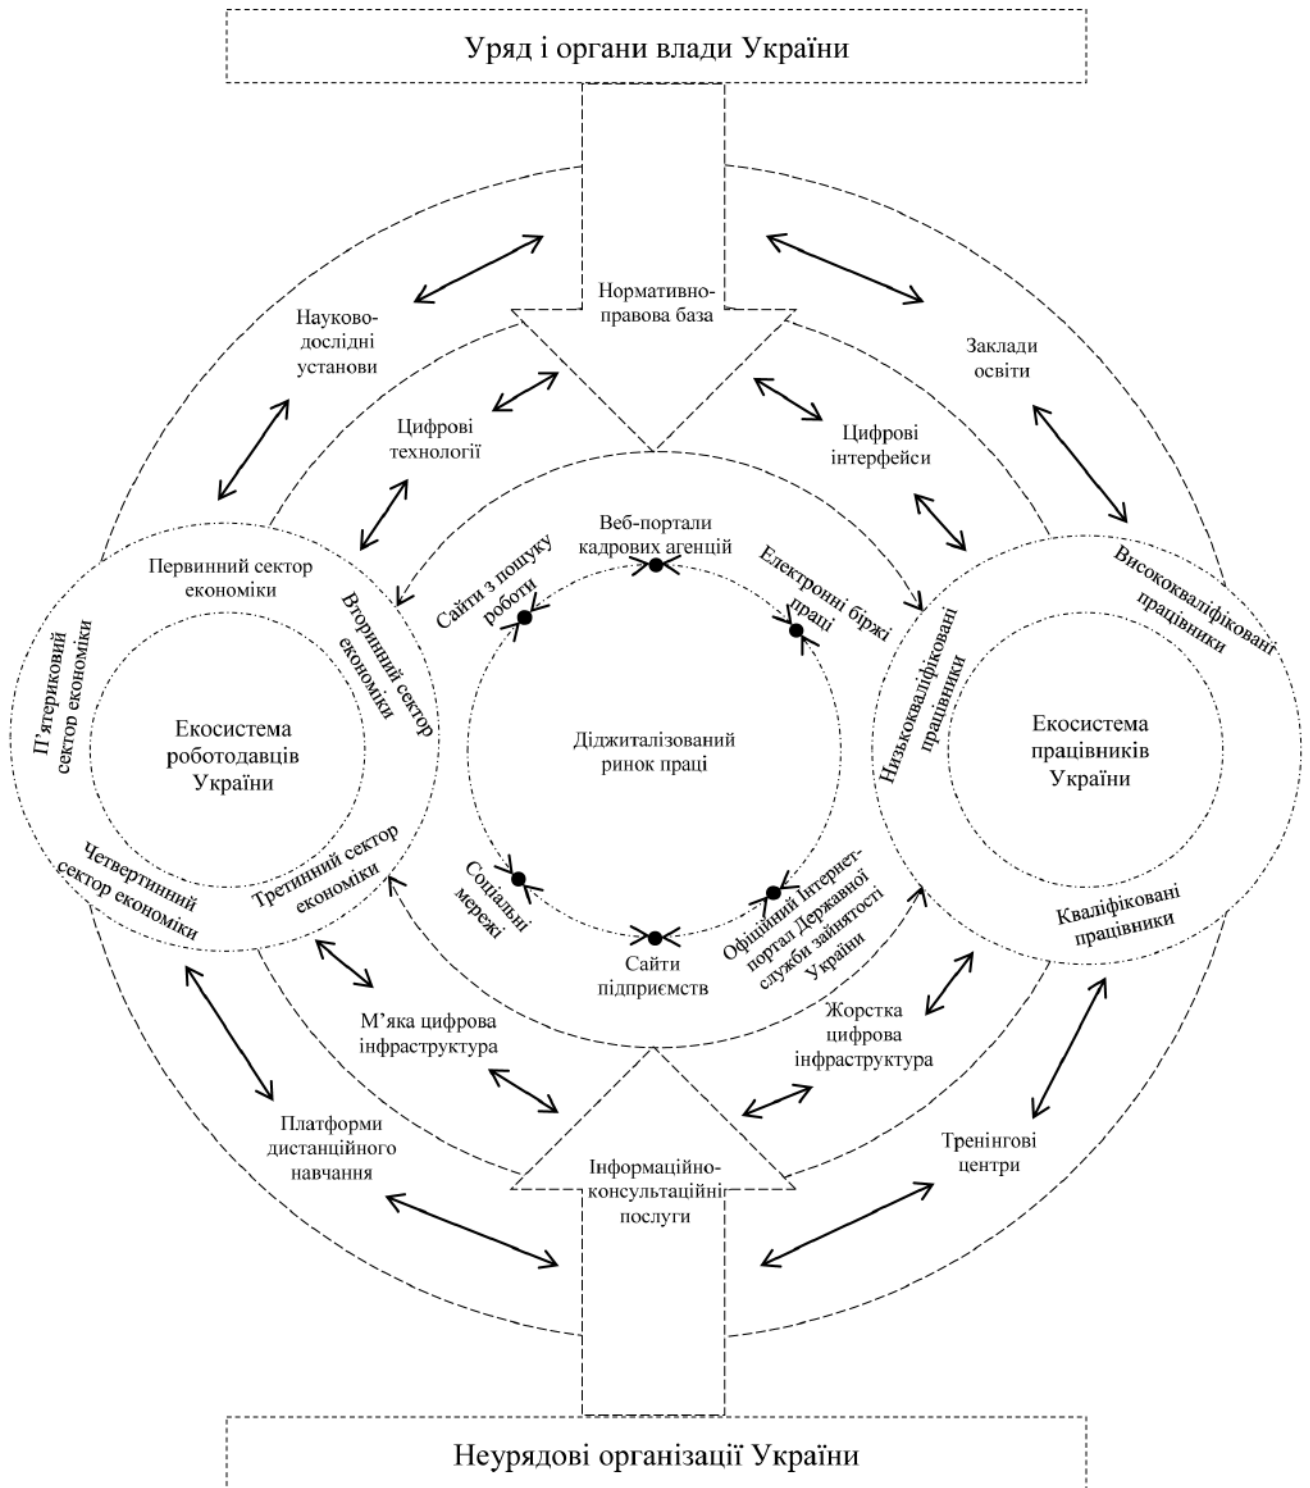 Уряд і органи влади України
Нормативно-
правова база
Науково-
дослідні
установи
Заклади
освіти
Цифрові
технології
Цифрові
інтерфейси
Веб-портали
кадрових агенцій
Сайти з пошуку
роботи
Електронні біржі
праці
Первинний сектор
економіки
Вторинний сектор
економіки
П’ятериковий
сектор економіки
Екосистема
роботодавців
України
Четвертинний
сектор економіки
Третинний сектор
економіки
Діджиталізований
ринок праці
Низькокваліфіковані
працівники
Висококваліфіковані
працівники
Екосистема
працівників
України
Кваліфіковані
працівники
Соціальні
мережі
Сайти
підприємств
Офіційний Інтернет-
портал Державної
служби зайнятості
України
М’яка цифрова
інфраструктура
Жорстка
цифрова
інфраструктура
Платформи
дистанційного
навчання
Тренінгові
центри
Інформаційно-
консультаційні
послуги
Неурядові організації України